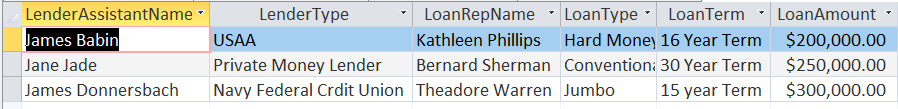 LenderAssistantName LenderType LoanRepName LoanType LoanTerm LoanAmount
James Babin USAA Kathleen Phillips Hard Money 16 Year Term $200,000.00
Jane Jade Private Money Lender Bernard Sherman Conventiona 30 Year Term $250,000.00
James Donnersbach Navy Federal Crdit Union Theodore Warren Jumbo 15 year Term $300,000.00